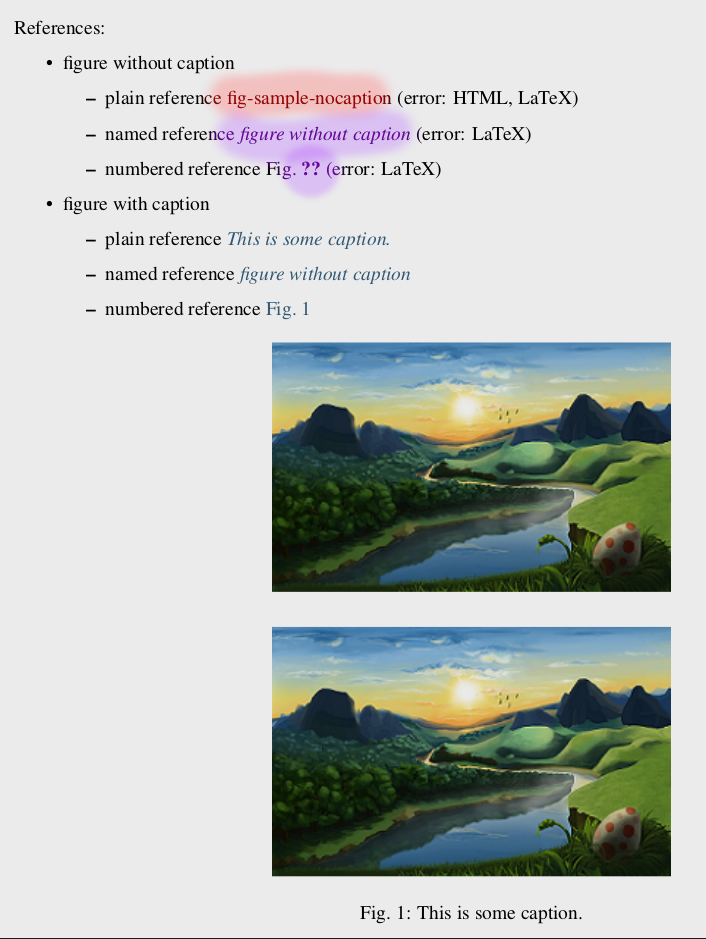 References:
• figure without caption
– plain reference fig-sample-nocaption (error: HTML, LaTeX)
– named reference figure without caption (error: LaTeX)
– numbered reference Fig. ?? (error: LaTeX)
• figure with caption
– plain reference This is some caption.
– named reference figure without caption
– numbered reference Fig. 1
Fig. 1: This is some caption.